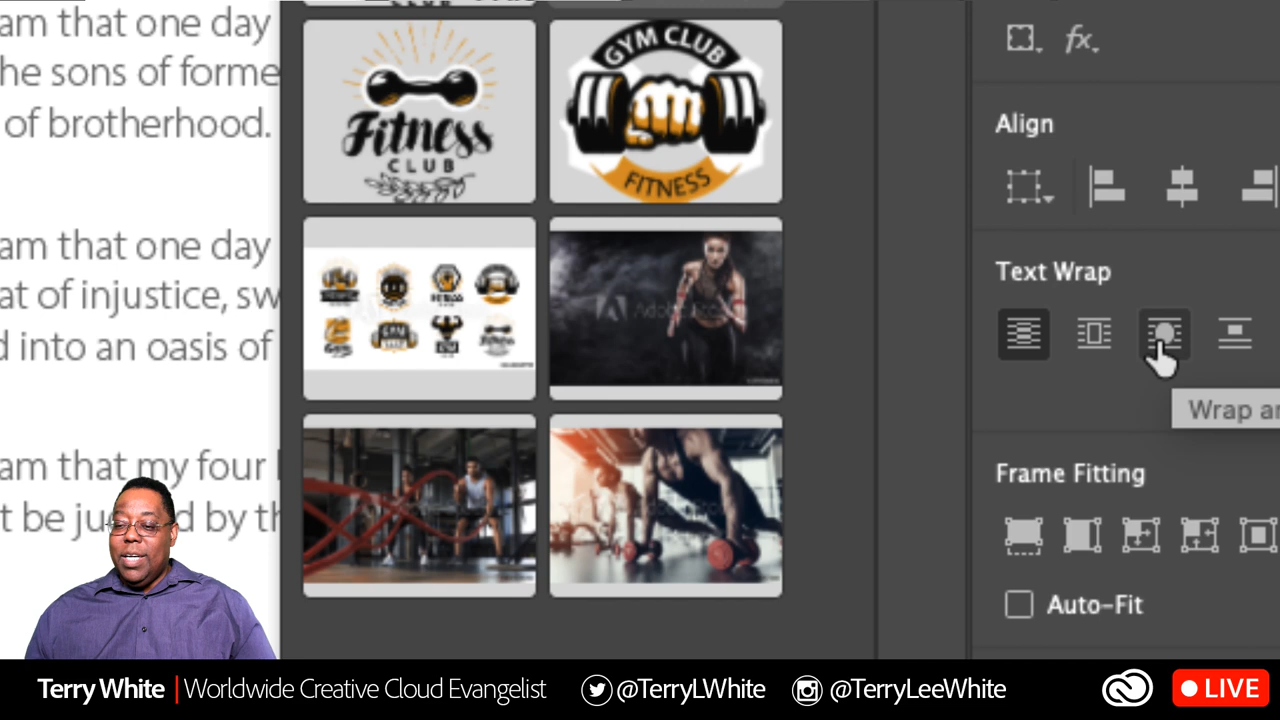 am that one day
he sons of forme
of brotherhood.
am that one day
at of injustice, sw
d into an oasis of
am that my four
t be ju d by th
Fitness
CLUB
GYM CLUB
FITNESS
Align
Text Wrap
Wrap ar
Frame Fitting
Auto-Fit
fx
Terry White | Worldwide Creative Cloud Evangelist
@TerryLWhite
@TerryLeeWhite
LIVE